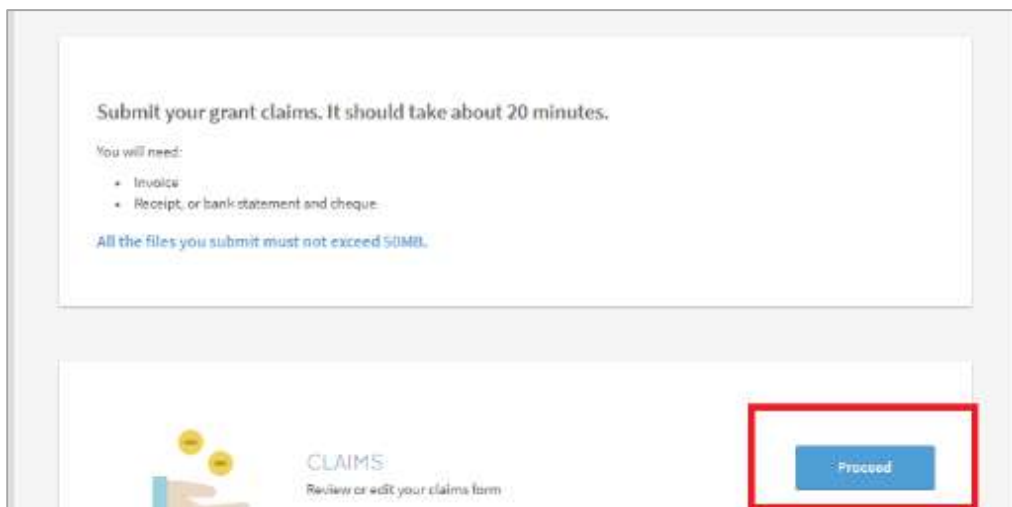 Submit your grant claims. It should take about 20 minutes.
You will need:
• Invoice
• Receipt, or bank statement and cheque
All the files you submit must not exceed 50MB.
CLAIMS
Review or edit your claims form
Proceed